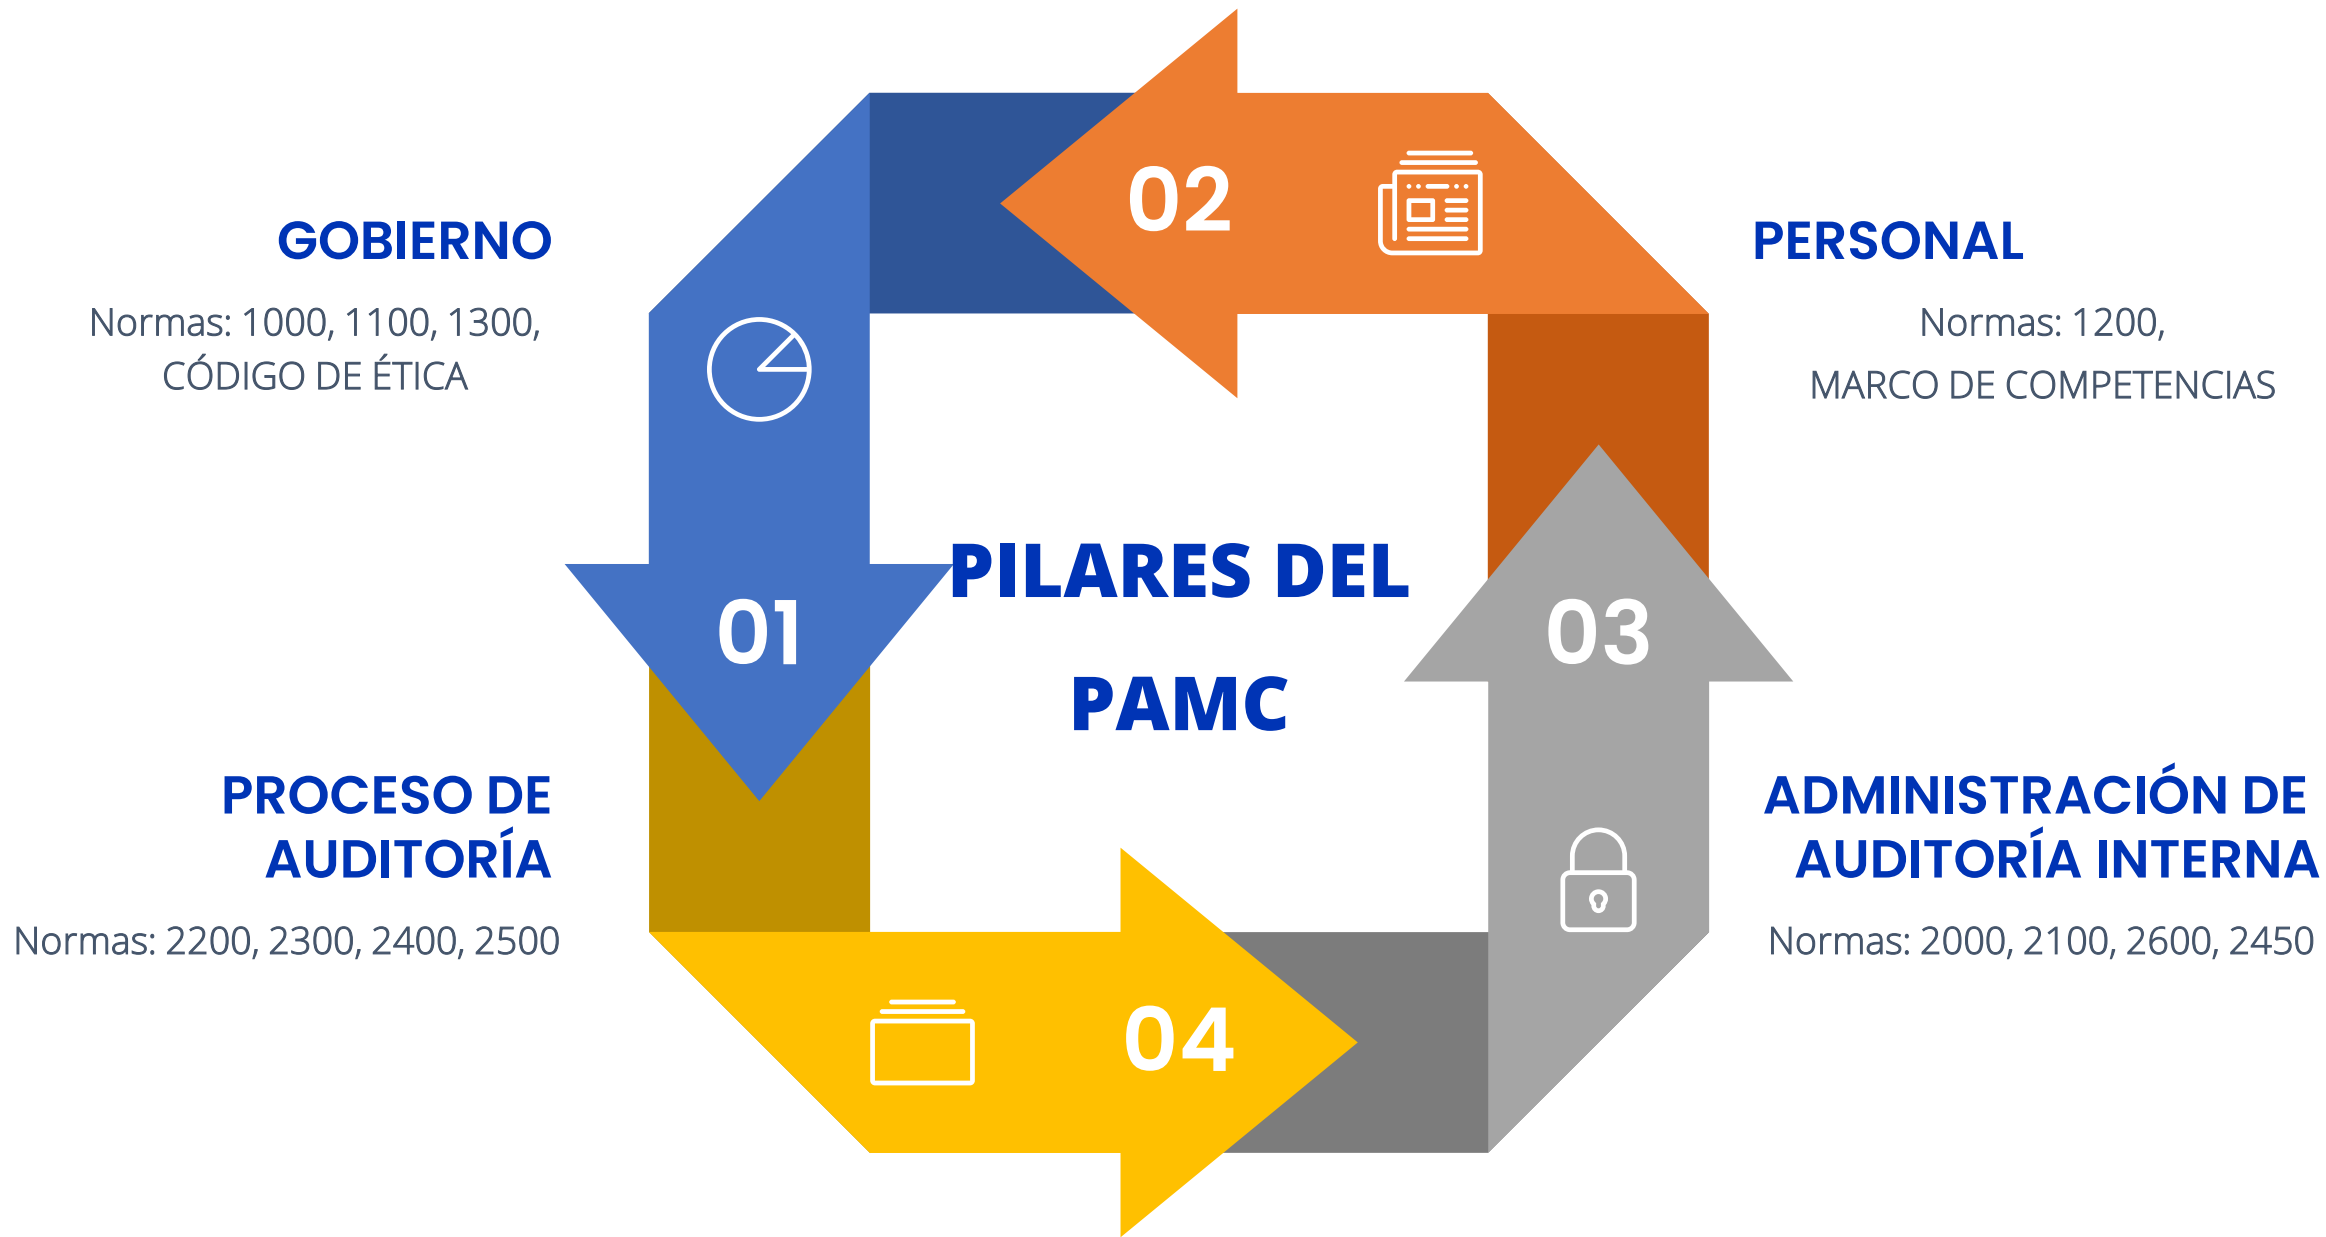 GOBIERNO
Normas: 1000, 1100, 1300,
CÓDIGO DE ÉTICA
01
02
PERSONAL
Normas: 1200,
MARCO DE COMPETENCIAS
PILARES DEL
PAMC
03
PROCESO DE
AUDITORÍA
Normas: 2200, 2300, 2400, 2500
04
ADMINISTRACIÓN DE
AUDITORÍA INTERNA
Normas: 2000, 2100, 2600, 2450